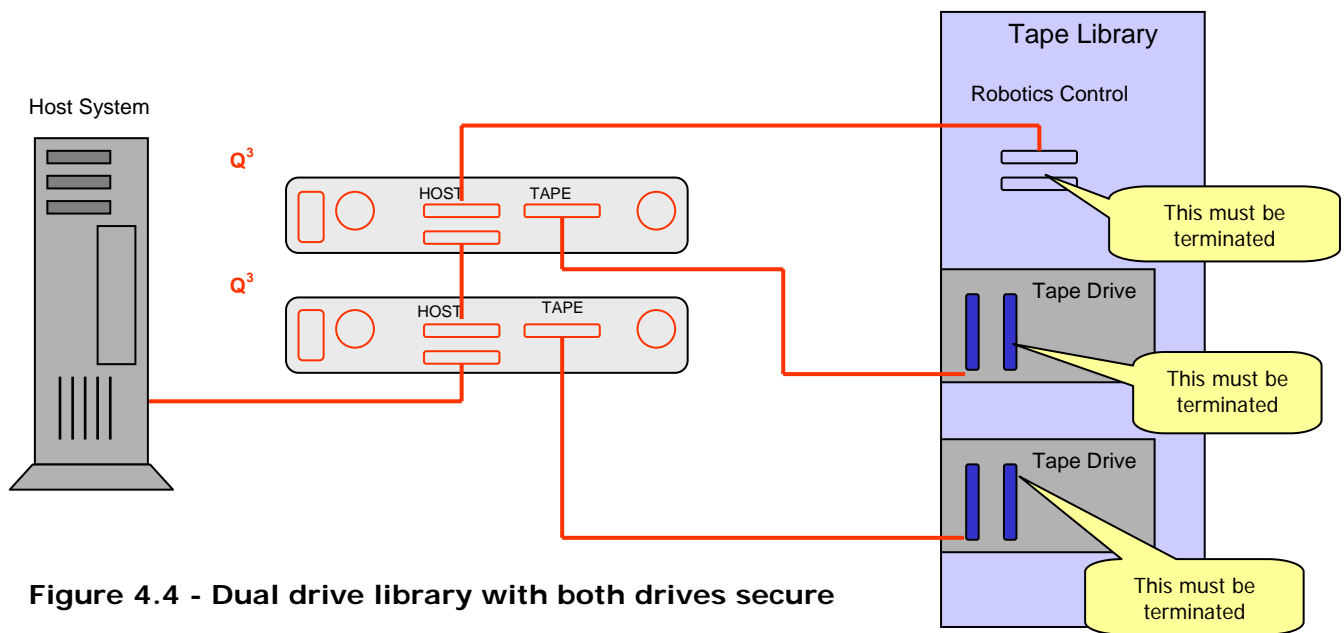 Tape Library
Host System
Robotics Control
Q³
HOST
TAPE
This must be
terminated
Q³
HOST
TAPE
Tape Drive
This must be
terminated
Tape Drive
This must be
terminated
Figure 4.4 - Dual drive library with both drives secure